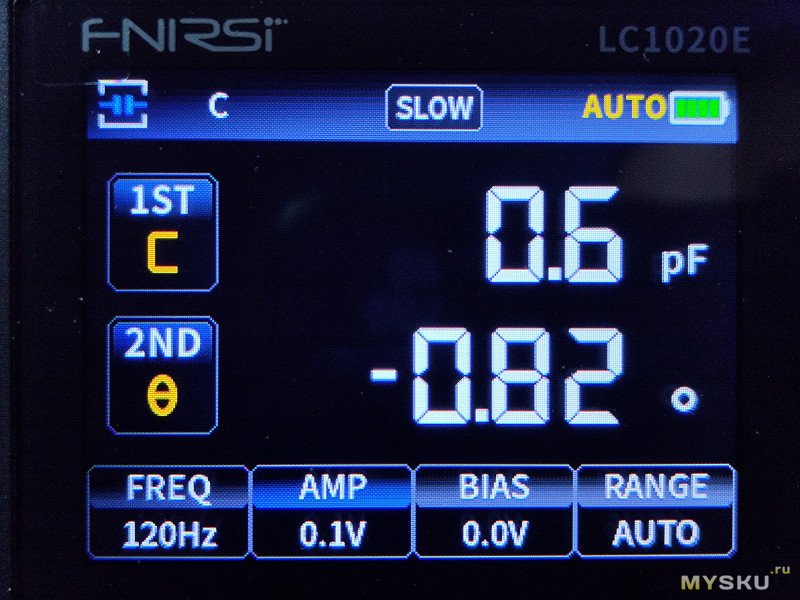 FNIRSI LC1020E
C SLOW AUTO
1ST
C 0.6 pF
2ND
θ -0.82 °
FREQ AMP BIAS RANGE
120Hz 0.1V 0.0V AUTO
MYSKU.ru